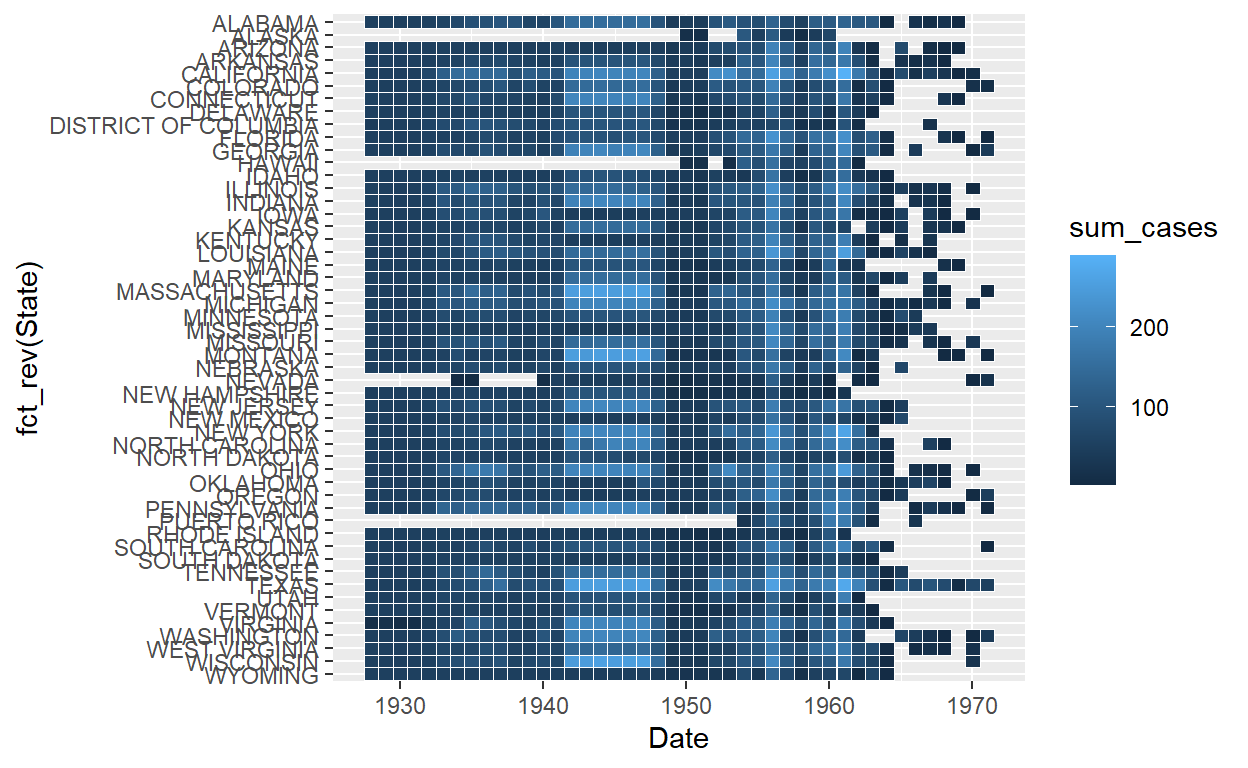 ALABAMA
ALASKA
ARIZONA
ARKANSAS
CALIFORNIA
COLORADO
CONNECTICUT
DELAWARE
DISTRICT OF COLUMBIA
FLORIDA
GEORGIA
HAWAII
IDAHO
ILLINOIS
INDIANA
IOWA
KANSAS
KENTUCKY
LOUISIANA
MAINE
MARYLAND
MASSACHUSETTS
MICHIGAN
MINNESOTA
MISSISSIPPI
MISSOURI
MONTANA
NEBRASKA
NEVADA
NEW HAMPSHIRE
NEW JERSEY
NEW MEXICO
NEW YORK
NORTH CAROLINA
NORTH DAKOTA
OHIO
OKLAHOMA
OREGON
PENNSYLVANIA
PUERTO RICO
RHODE ISLAND
SOUTH CAROLINA
SOUTH DAKOTA
TENNESSEE
TEXAS
UTAH
VERMONT
VIRGINIA
WASHINGTON
WEST VIRGINIA
WISCONSIN
WYOMING
fct_rev(State)
1930 1940 1950 1960 1970
Date
sum_cases
200
100